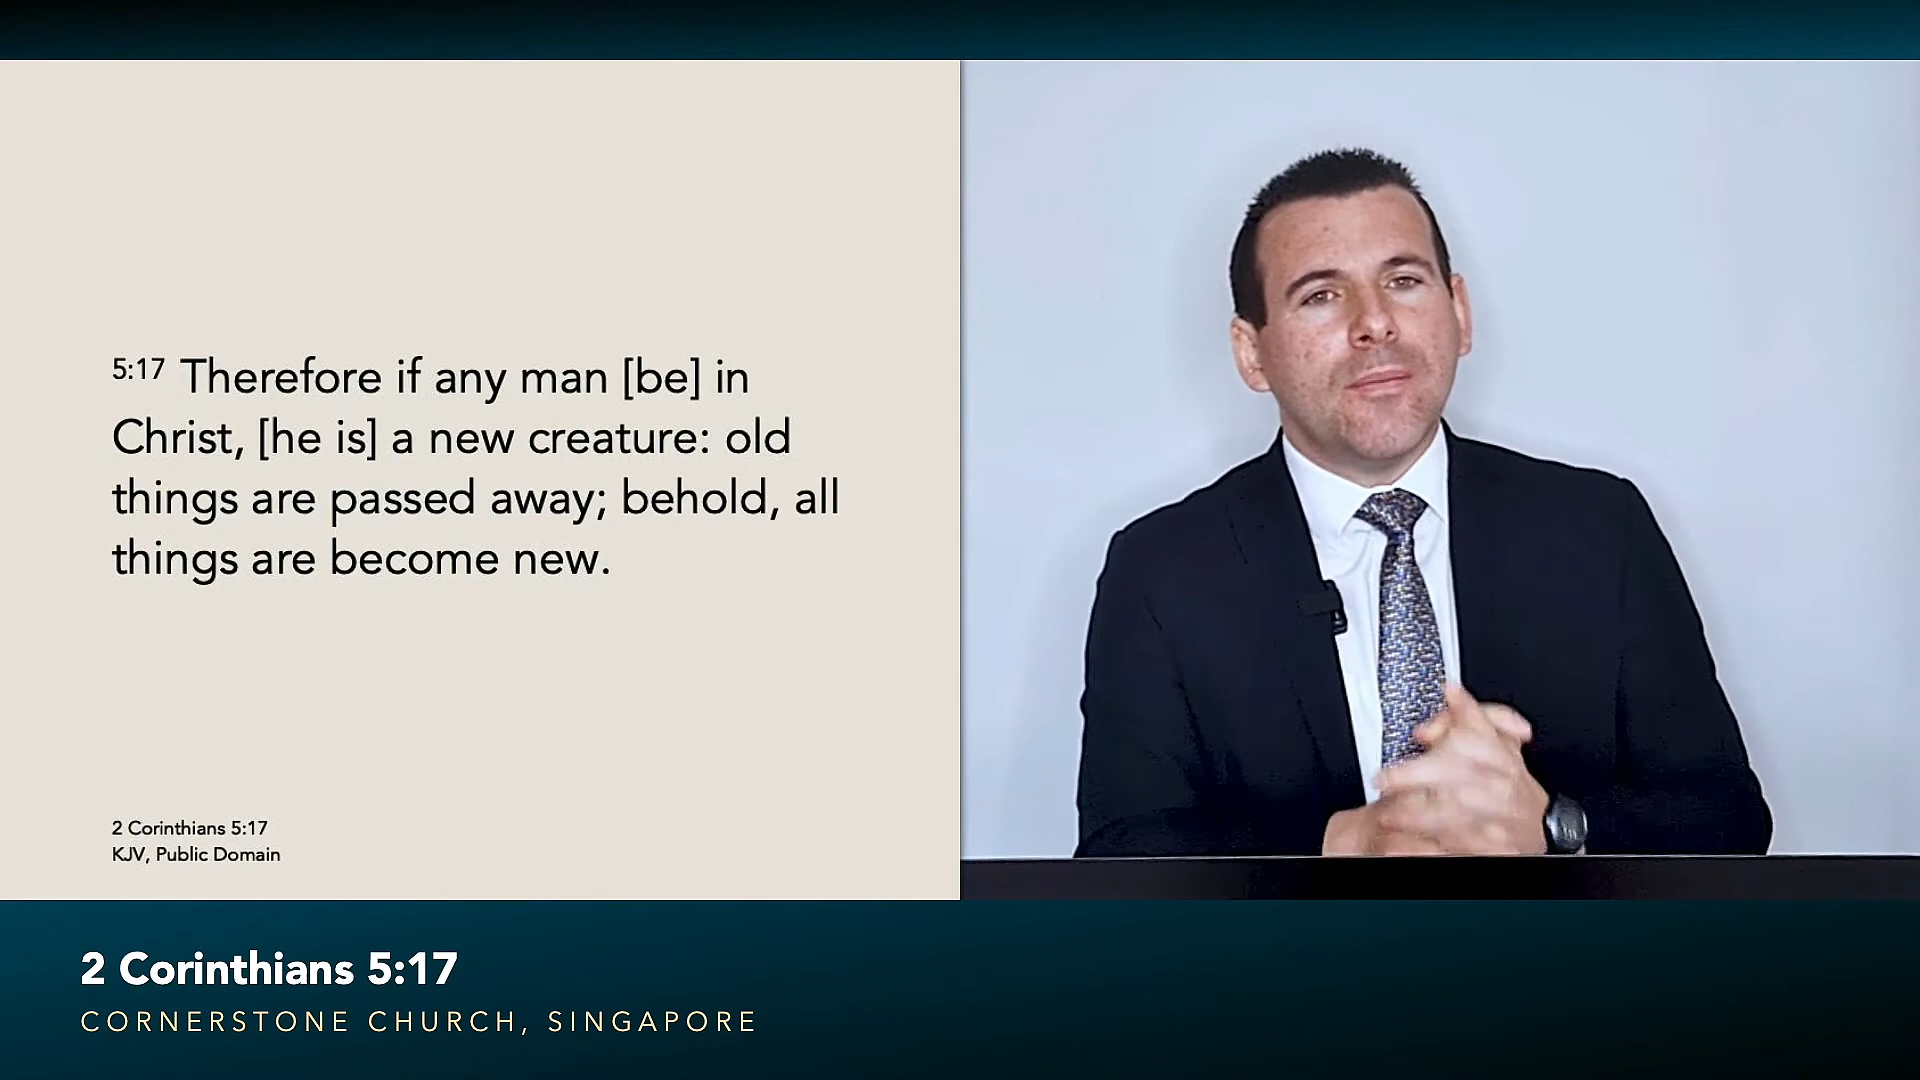 5:17 Therefore if any man [be] in
Christ, [he is] a new creature: old
things are passed away; behold, all
things are become new.
2 Corinthians 5:17
KJV, Public Domain
2 Corinthians 5:17
CORNERSTONE CHURCH, SINGAPORE